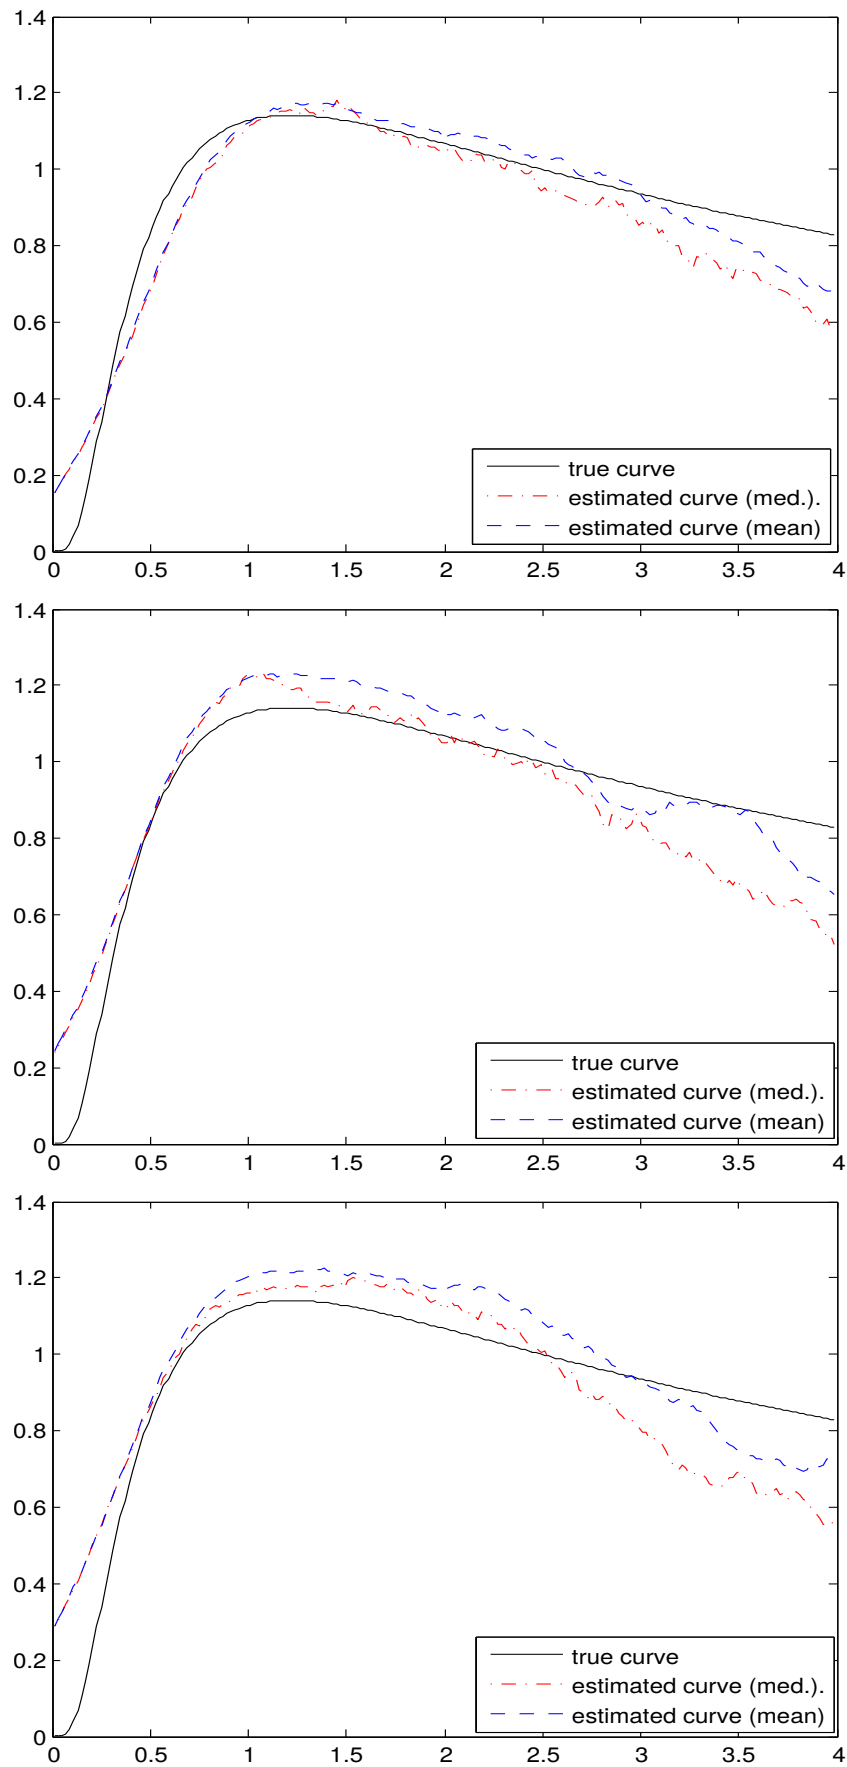 1.4
1.2
1
0.8
0.6
0.4
0.2
0
0 0.5 1 1.5 2 2.5 3 3.5 4
true curve
estimated curve (med.).
estimated curve (mean)
1.4
1.2
1
0.8
0.6
0.4
0.2
0
0 0.5 1 1.5 2 2.5 3 3.5 4
true curve
estimated curve (med.).
estimated curve (mean)
1.4
1.2
1
0.8
0.6
0.4
0.2
0
0 0.5 1 1.5 2 2.5 3 3.5 4
true curve
estimated curve (med.).
estimated curve (mean)